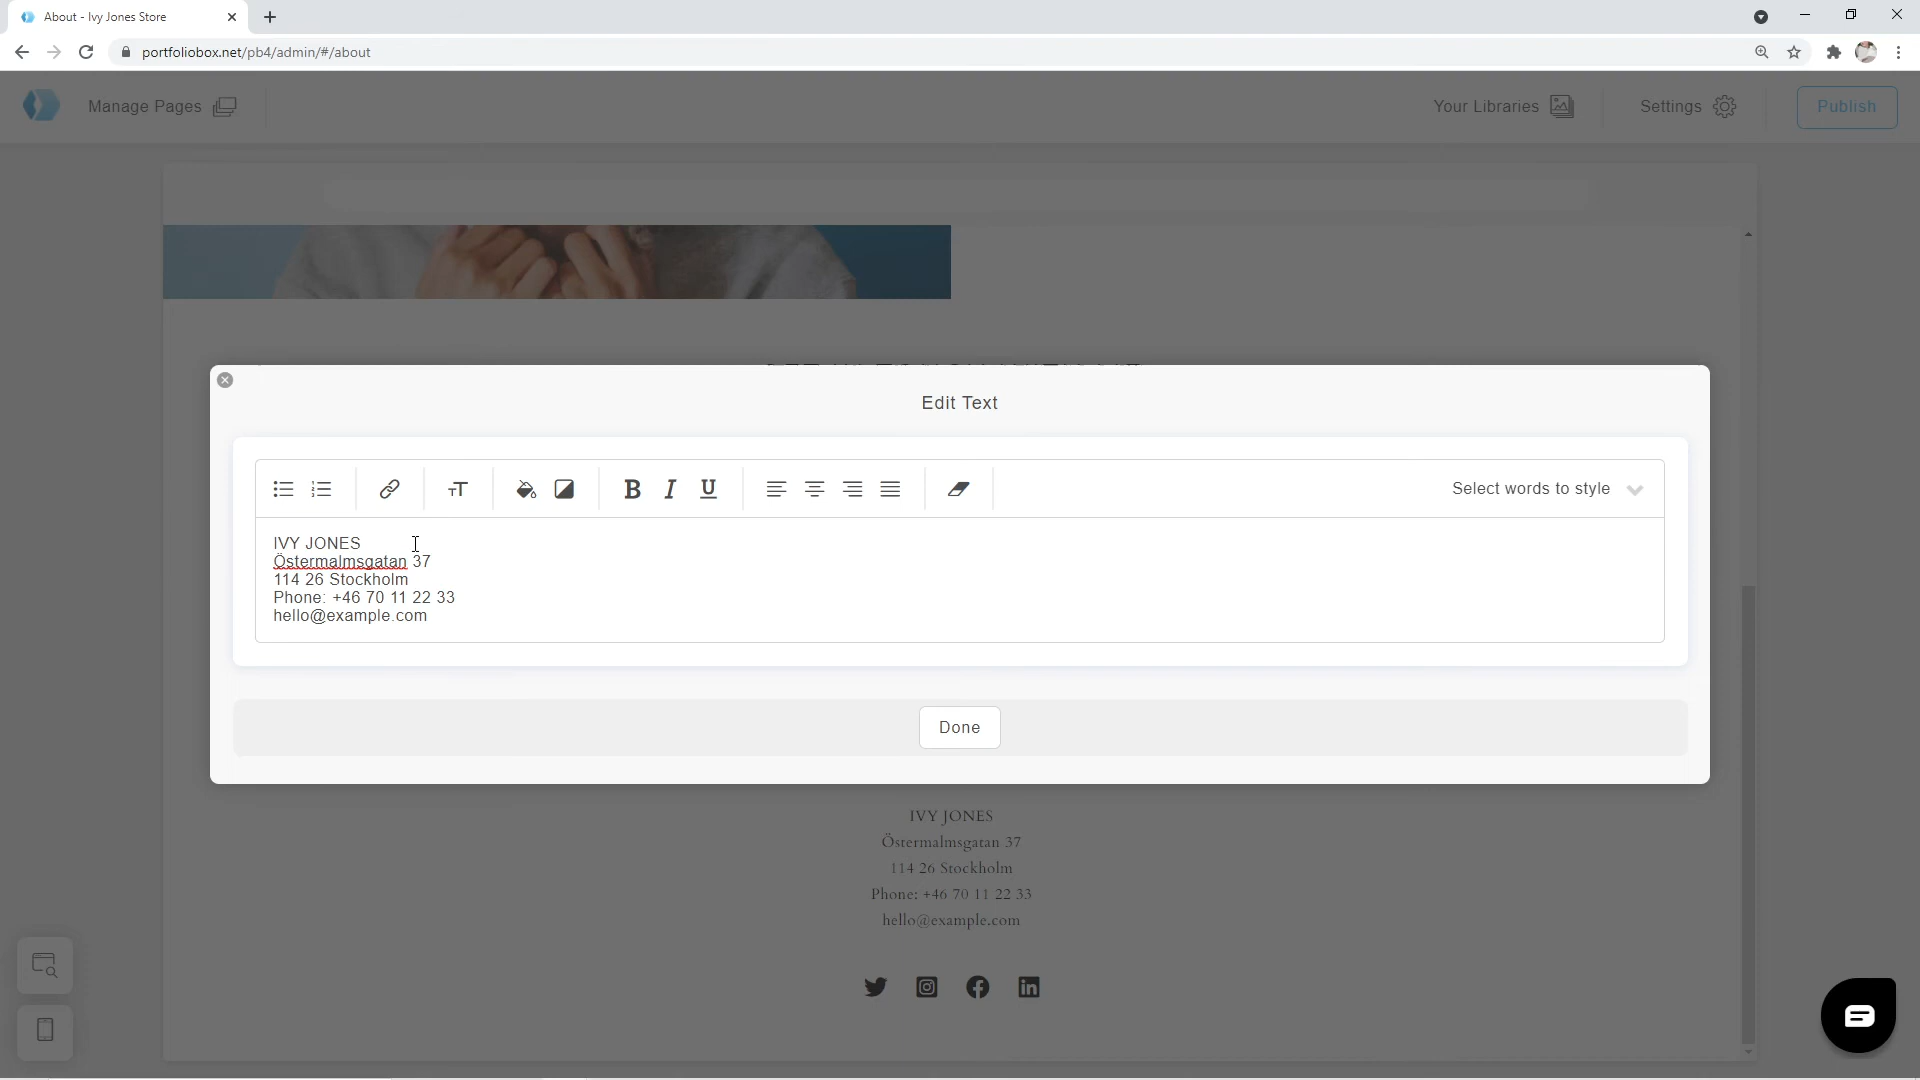 About - Ivy Jones Store
portfoliobox.net/pb4/admin/#/about
Manage Pages
Your Libraries
Settings
Publish
Edit Text
Select words to style
IVY JONES
Östermalmsgatan 37
114 26 Stockholm
Phone: +46 70 11 22 33
hello@example.com
Done
IVY JONES
Östermalmsgatan 37
114 26 Stockholm
Phone: +46 70 11 22 33
hello@example.com